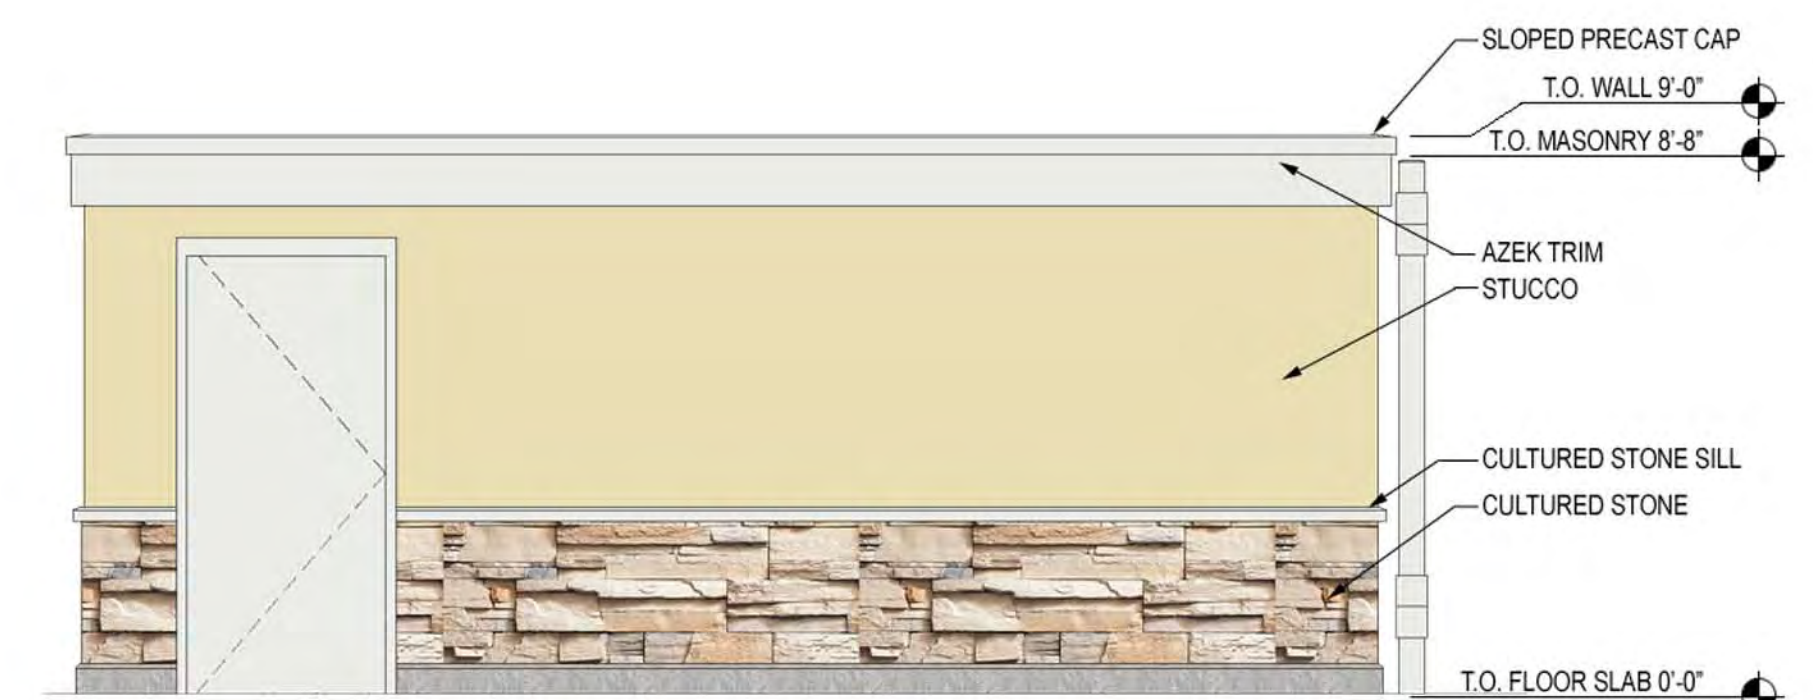 SLOPED PRECAST CAP
T.O. WALL 9'-0"
T.O. MASONRY 8'-8"
AZEK TRIM
STUCCO
CULTURED STONE SILL
CULTURED STONE
T.O. FLOOR SLAB 0'-0"